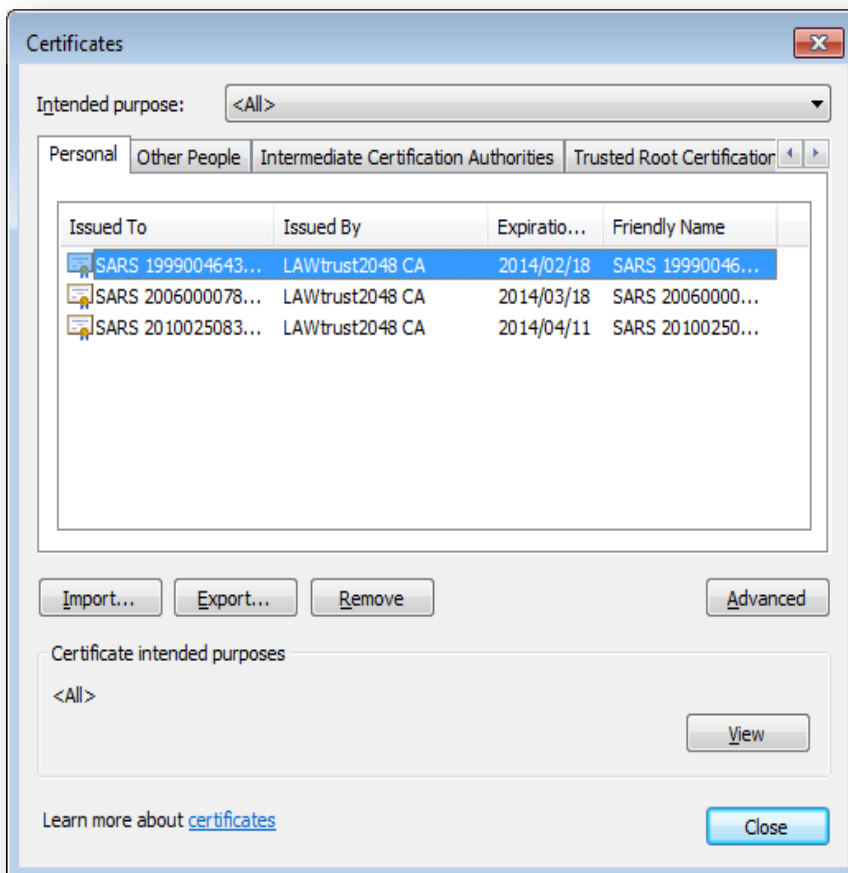 Certificates
Intended purpose: <All>
Personal Other People Intermediate Certification Authorities Trusted Root Certification
Issued To Issued By Expiratio... Friendly Name
SARS 1999004643... LAWtrust2048 CA 2014/02/18 SARS 19990046...
SARS 2006000078... LAWtrust2048 CA 2014/03/18 SARS 20060000...
SARS 2010025083... LAWtrust2048 CA 2014/04/11 SARS 20100250...
Import... Export... Remove Advanced
Certificate intended purposes
<All>
View
Learn more about certificates
Close